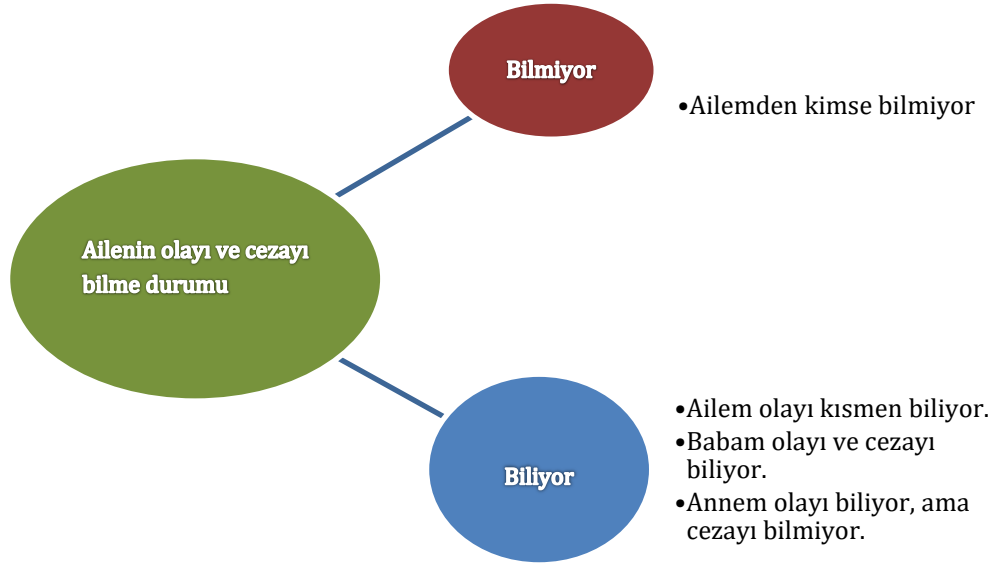 Bilmiyor
•Ailemden kimse bilmiyor
Ailenin olayı ve cezayı
bilme durumu
•Ailem olayı kısmen biliyor.
•Babam olayı ve cezayı
biliyor.
•Annem olayı biliyor, ama
cezayı bilmiyor.
Biliyor